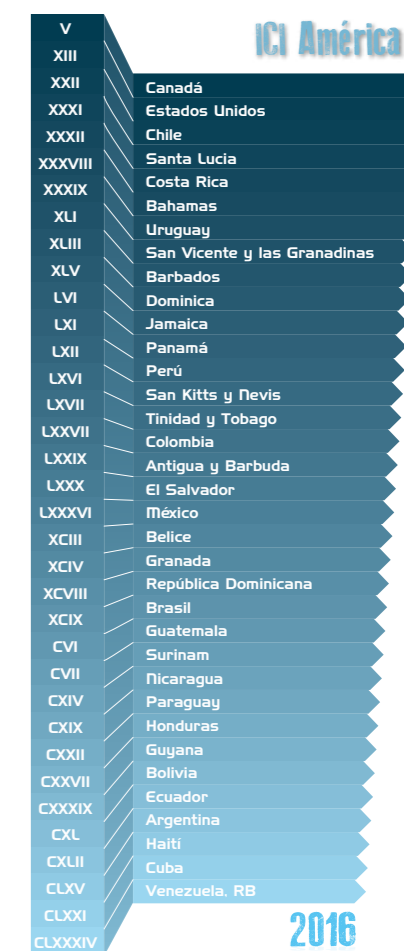 ICI América
V
XIII
XXII
XXXI
XXXII
XXXVIII
XXXIX
XLI
XLIII
XLV
LVI
LXI
LXII
LXVI
LXVII
LXXVII
LXXIX
LXXX
LXXXVI
XCIII
XCIV
XCVIII
XCIX
CVI
CVII
CXIV
CXIX
CXXII
CXXVII
CXXXIX
CXL
CXLII
CLXV
CLXXI
CLXXXIV
Canadá
Estados Unidos
Chile
Santa Lucia
Costa Rica
Bahamas
Uruguay
San Vicente y las Granadinas
Barbados
Dominica
Jamaica
Panamá
Perú
San Kitts y Nevis
Tinidad y Tobago
Colombia
Antigua y Barbuda
El Salvador
México
Belice
Granada
República Dominicana
Brasil
Guatemala
Surinam
Nicaragua
Paraguay
Honduras
Guyana
Bolivia
Ecuador
Argentina
Haití
Cuba
Venezuela, RB
2016